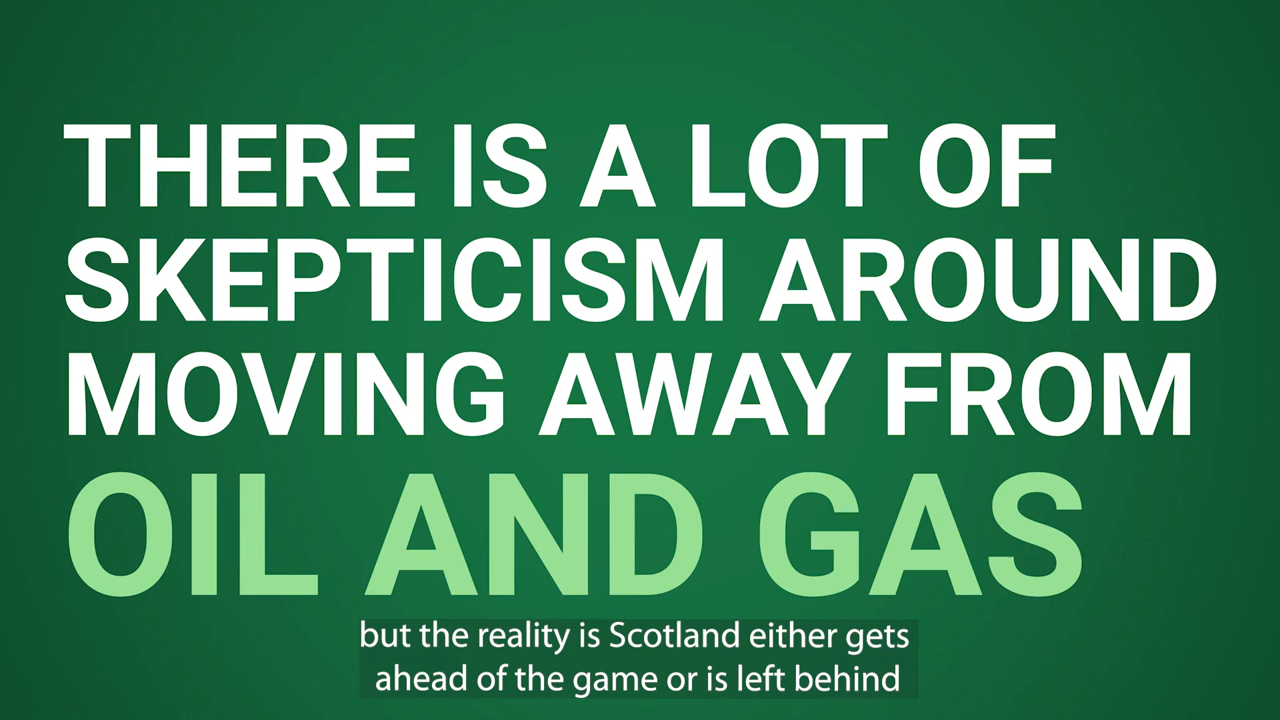 THERE IS A LOT OF
SKEPTICISM AROUND
MOVING AWAY FROM
OIL AND GAS
but the reality is Scotland either gets
ahead of the game or is left behind